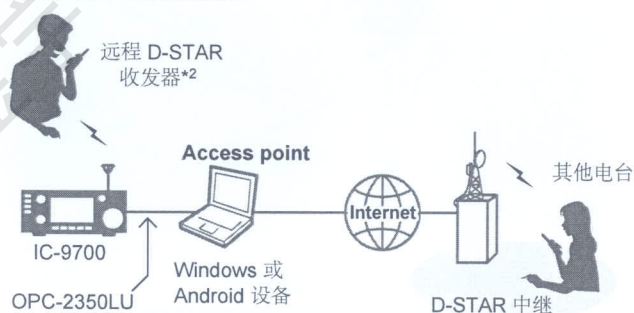 远程 D-STAR
收发器*2
Access point
Internet
其他电台
IC-9700
Windows 或
Android 设备
OPC-2350LU
D-STAR 中继